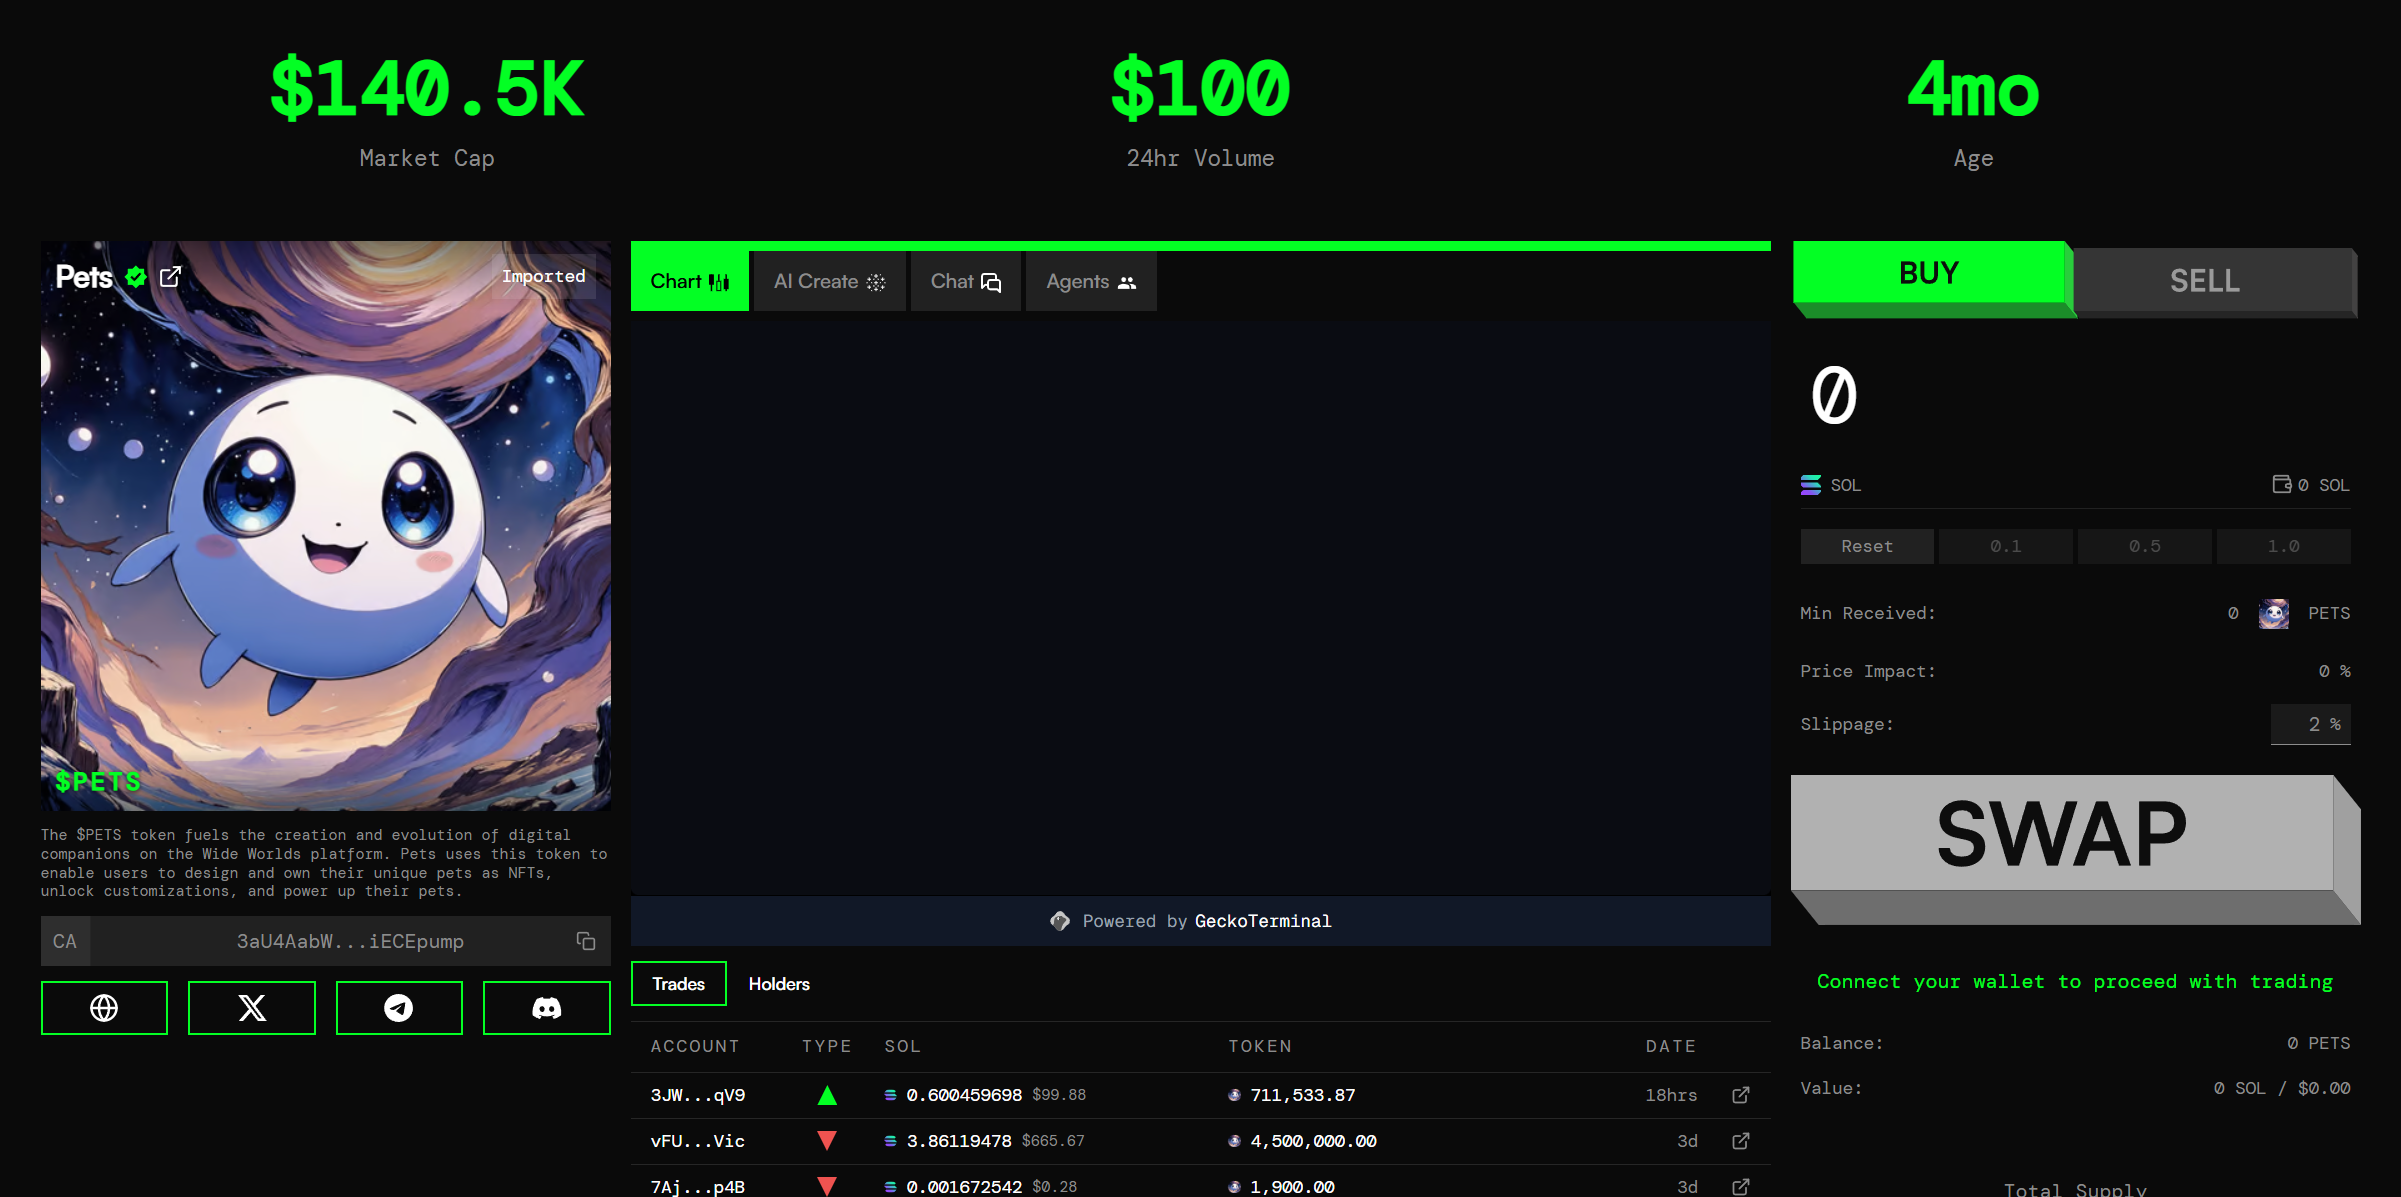 $140.5K
Market Cap
$100
24hr Volume
4mo
Age
Pets
Imported
$PETS
The $PETS token fuels the creation and evolution of digital
companions on the Wide Worlds platform. Pets uses this token to
enable users to design and own their unique pets as NFTs,
unlock customizations, and power up their pets.
CA 3aU4AabW...iECEpump
Chart AI Create Chat Agents
Powered by GeckoTerminal
Trades Holders
ACCOUNT TYPE SOL TOKEN DATE
3JW...qV9 0.600459698 $99.88 711,533.87 18hrs
vFU...Vic 3.86119478 $665.67 4,500,000.00 3d
7Aj...p4B 0.001672542 $0.28 1,900.00 3d
BUY SELL
0
SOL 0 SOL
Reset 0.1 0.5 1.0
Min Received: 0 PETS
Price Impact: 0 %
Slippage: 2 %
SWAP
Connect your wallet to proceed with trading
Balance: 0 PETS
Value: 0 SOL / $0.00
Total Supply